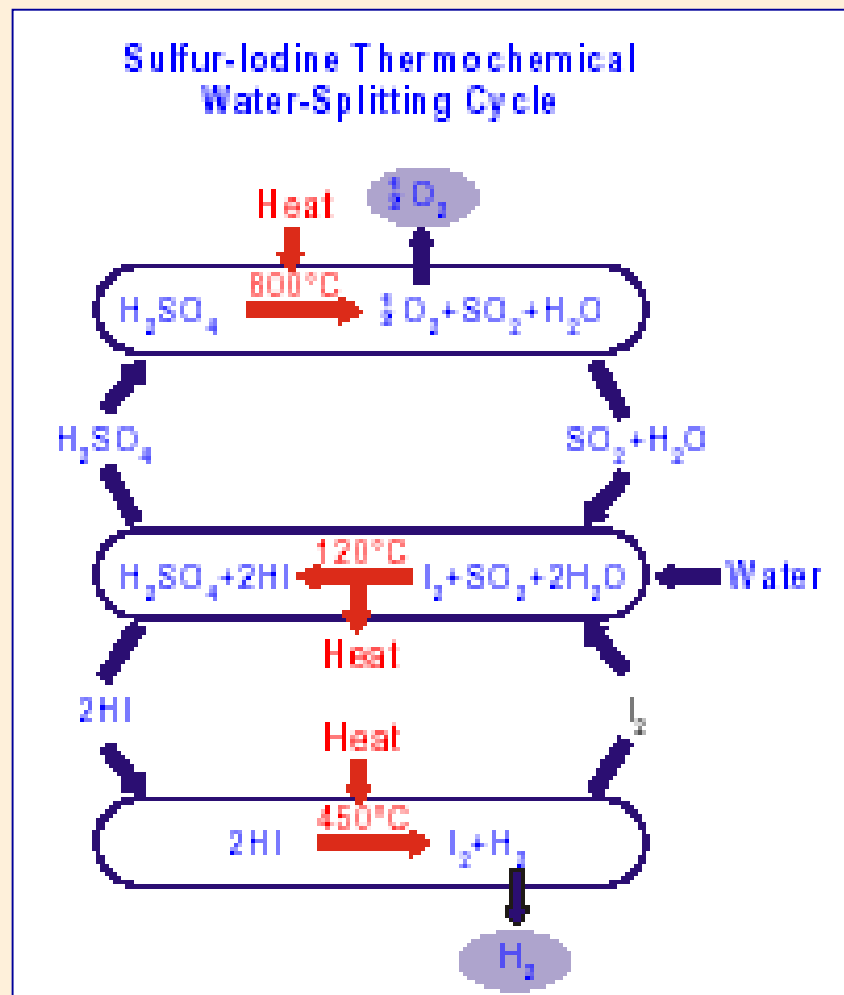 Sulfur-Iodine Thermochemical
Water-Splitting Cycle
Heat
½ O₂
800°C
H₂SO₄
½ O₂+SO₂+H₂O
H₂SO₄
SO₂+H₂O
120°C
H₂SO₄+2HI
I₂+SO₂+2H₂O
Water
Heat
2HI
I₂
Heat
450°C
2HI
I₂+H₂
H₂